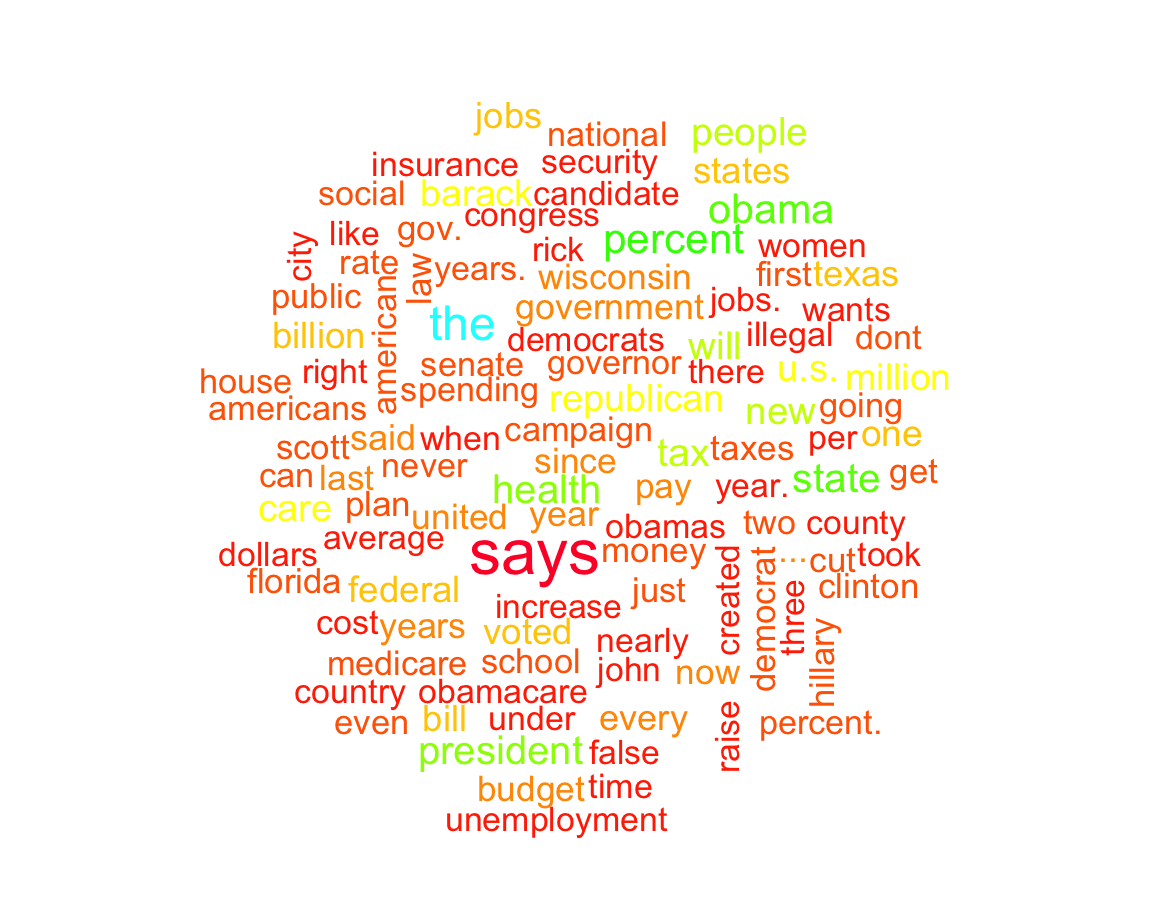 jobs
national people
insurance security states
social barack candidate
congress obama
city like gov. rick percent women
rate law years. wisconsin first texas
public american government jobs. wants
billion the democrats will illegal dont
house right senate governor there u.s. million
americans spending republican new going
scott said when campaign tax taxes per one
can last never since health pay year. state get
care plan united year obamas two county
dollars average says money created democrat ... cut took
florida federal increase just three clinton
cost years voted nearly hillary
medicare school john now
country obamacare
even bill under every raise percent.
president false
budget time
unemployment